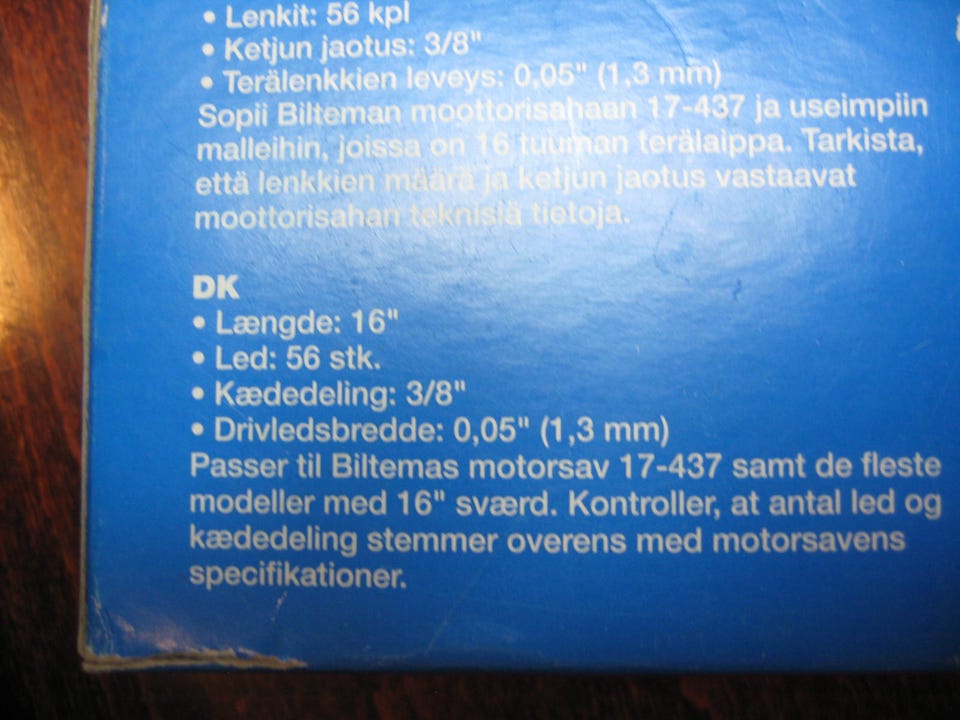 • Lenkit: 56 kpl
• Ketjun jaotus: 3/8"
• Terälenkkien leveys: 0,05" (1,3 mm)
Sopii Bilteman moottorisahaan 17-437 ja useimpiin
malleihin, joissa on 16 tuuman terälaippa. Tarkista,
että lenkkien määrä ja ketjun jaotus vastaavat
moottorisahan teknisiä tietoja.
DK
• Længde: 16"
• Led: 56 stk.
• Kædedeling: 3/8"
• Drivledsbredde: 0,05" (1,3 mm)
Passer til Biltemas motorsav 17-437 samt de fleste
modeller med 16" sværd. Kontroller, at antal led og
kædedeling stemmer overens med motorsavens
specifikationer.